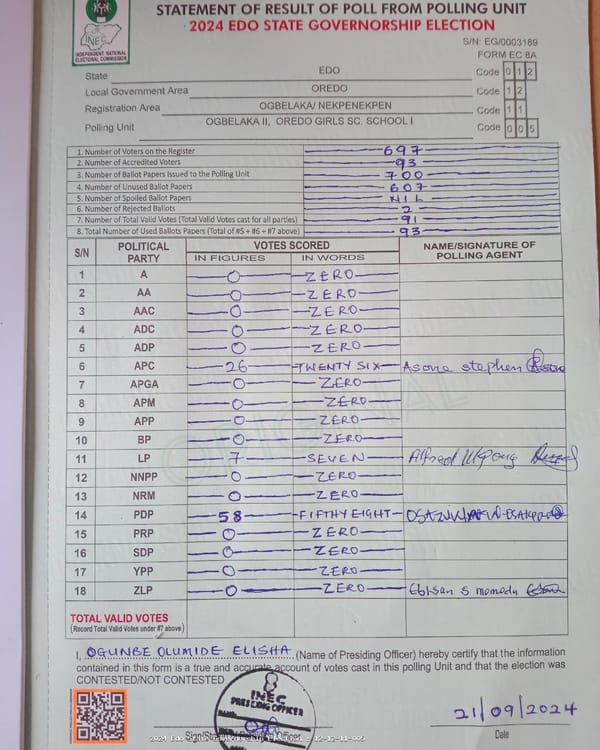 STATEMENT OF RESULT OF POLL FROM POLLING UNIT
2024 EDO STATE GOVERNORSHIP ELECTION
INEC
INDEPENDENT NATIONAL
ELECTORAL COMMISSION
S/N: EG/0003189
FORM EC 8A
State EDO Code 0 1 2
Local Government Area OREDO Code 1 2
Registration Area OGBELAKA/ NEKPENEKPEN Code 1 1
Polling Unit OGBELAKA II, OREDO GIRLS SC. SCHOOL I Code 0 0 5
1. Number of Voters on the Register 697
2. Number of Accredited Voters 93
3. Number of Ballot Papers Issued to the Polling Unit 700
4. Number of Unused Ballot Papers 607
5. Number of Spoiled Ballot Papers NIL
6. Number of Rejected Ballots 2
7. Number of Total Valid Votes (Total Valid Votes cast for all parties) 91
8. Total Number of Used Ballots Papers (Total of #5 + #6 + #7 above) 93
S/N POLITICAL PARTY VOTES SCORED NAME/SIGNATURE OF POLLING AGENT
IN FIGURES IN WORDS
1 A 0 ZERO
2 AA 0 ZERO
3 AAC 0 ZERO
4 ADC 0 ZERO
5 ADP 0 ZERO
6 APC 26 TWENTY SIX Asove stephen
7 APGA 0 ZERO
8 APM 0 ZERO
9 APP 0 ZERO
10 BP 0 ZERO
11 LP 7 SEVEN Alfred
12 NNPP 0 ZERO
13 NRM 0 ZERO
14 PDP 58 FIFTHY EIGHT
15 PRP 0 ZERO
16 SDP 0 ZERO
17 YPP 0 ZERO
18 ZLP 0 ZERO momodu
TOTAL VALID VOTES
(Record Total Valid Votes under #7 above)
ORIGINAL
I, OGUNBE OLUMIDE ELISHA (Name of Presiding Officer) hereby certify that the information
contained in this form is a true and accurate account of votes cast in this polling Unit and that the election was
CONTESTED/NOT CONTESTED
INEC
PRESIDING OFFICER
21/09/2024
Date